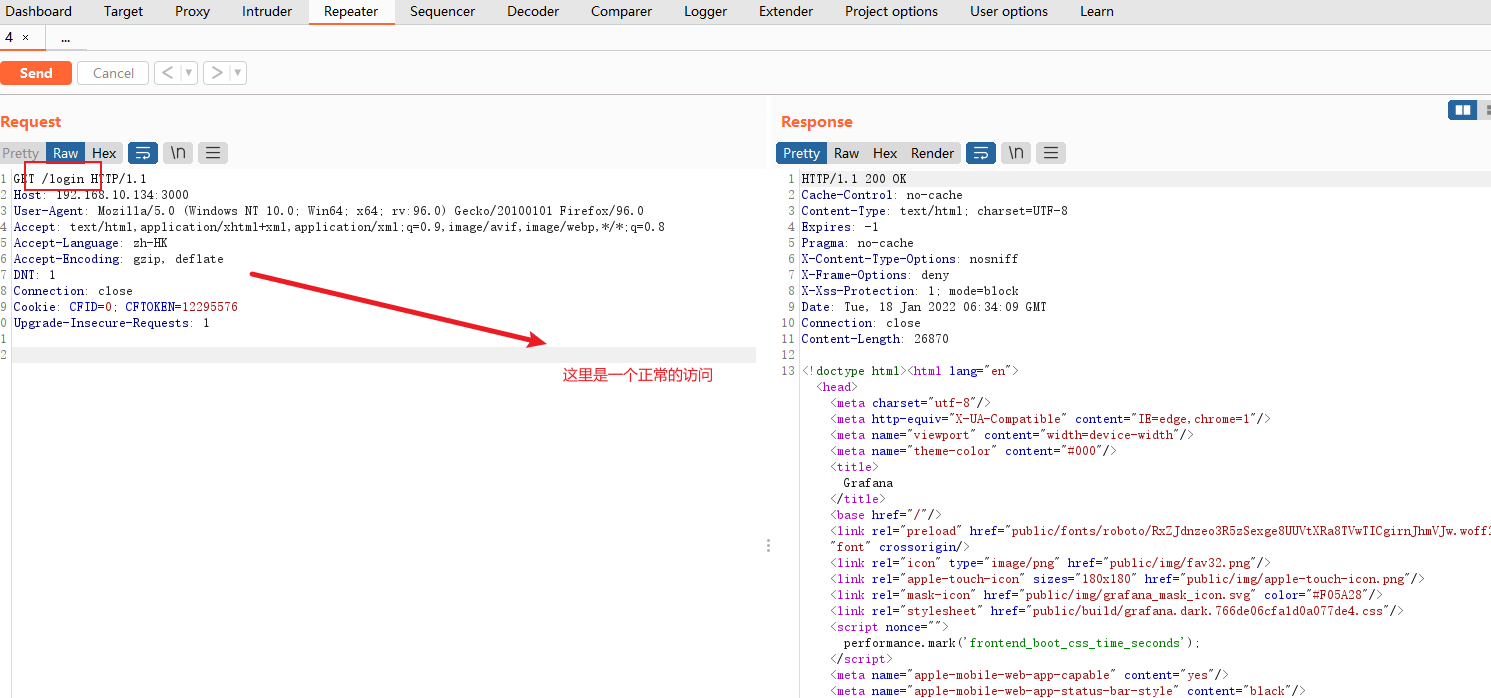 Dashboard Target Proxy Intruder Repeater Sequencer Decoder Comparer Logger Extender Project options User options Learn
4 × ...
Send Cancel < >
Request
Pretty Raw Hex \n
1 GET /login HTTP/1.1
2 Host: 192.168.10.134:3000
3 User-Agent: Mozilla/5.0 (Windows NT 10.0; Win64; x64; rv:96.0) Gecko/20100101 Firefox/96.0
4 Accept: text/html,application/xhtml+xml,application/xml;q=0.9,image/avif,image/webp,*/*;q=0.8
5 Accept-Language: zh-HK
6 Accept-Encoding: gzip, deflate
7 DNT: 1
8 Connection: close
9 Cookie: CFID=0; CFTOKEN=12295576
0 Upgrade-Insecure-Requests: 1
1
2
这里是一个正常的访问
Response
Pretty Raw Hex Render \n
1 HTTP/1.1 200 OK
2 Cache-Control: no-cache
3 Content-Type: text/html; charset=UTF-8
4 Expires: -1
5 Pragma: no-cache
6 X-Content-Type-Options: nosniff
7 X-Frame-Options: deny
8 X-Xss-Protection: 1; mode=block
9 Date: Tue, 18 Jan 2022 06:34:09 GMT
10 Connection: close
11 Content-Length: 26870
12
13 <!doctype html><html lang="en">
<head>
<meta charset="utf-8"/>
<meta http-equiv="X-UA-Compatible" content="IE=edge,chrome=1"/>
<meta name="viewport" content="width=device-width"/>
<meta name="theme-color" content="#000"/>
<title>
Grafana
</title>
<base href="/"/>
<link rel="preload" href="public/fonts/roboto/RxZJdnzeo3R5zSexge8UUVtXRa8TVwTICgirnJhmVJw.woff2
"font" crossorigin/>
<link rel="icon" type="image/png" href="public/img/fav32.png"/>
<link rel="apple-touch-icon" sizes="180x180" href="public/img/apple-touch-icon.png"/>
<link rel="mask-icon" href="public/img/grafana_mask_icon.svg" color="#F05A28"/>
<link rel="stylesheet" href="public/build/grafana.dark.766de06cfa1d0a077de4.css"/>
<script nonce="">
performance.mark('frontend_boot_css_time_seconds');
</script>
<meta name="apple-mobile-web-app-capable" content="yes"/>
<meta name="apple-mobile-web-app-status-bar-style" content="black"/>